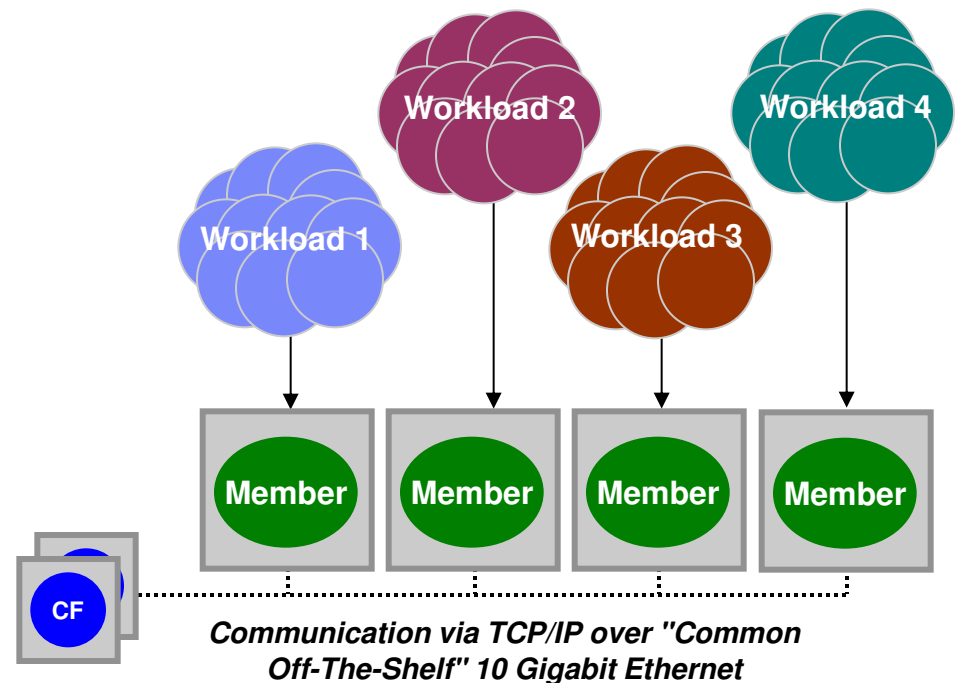 Workload 2
Workload 4
Workload 1
Workload 3
Member
Member
Member
Member
CF
Communication via TCP/IP over "Common
Off-The-Shelf" 10 Gigabit Ethernet